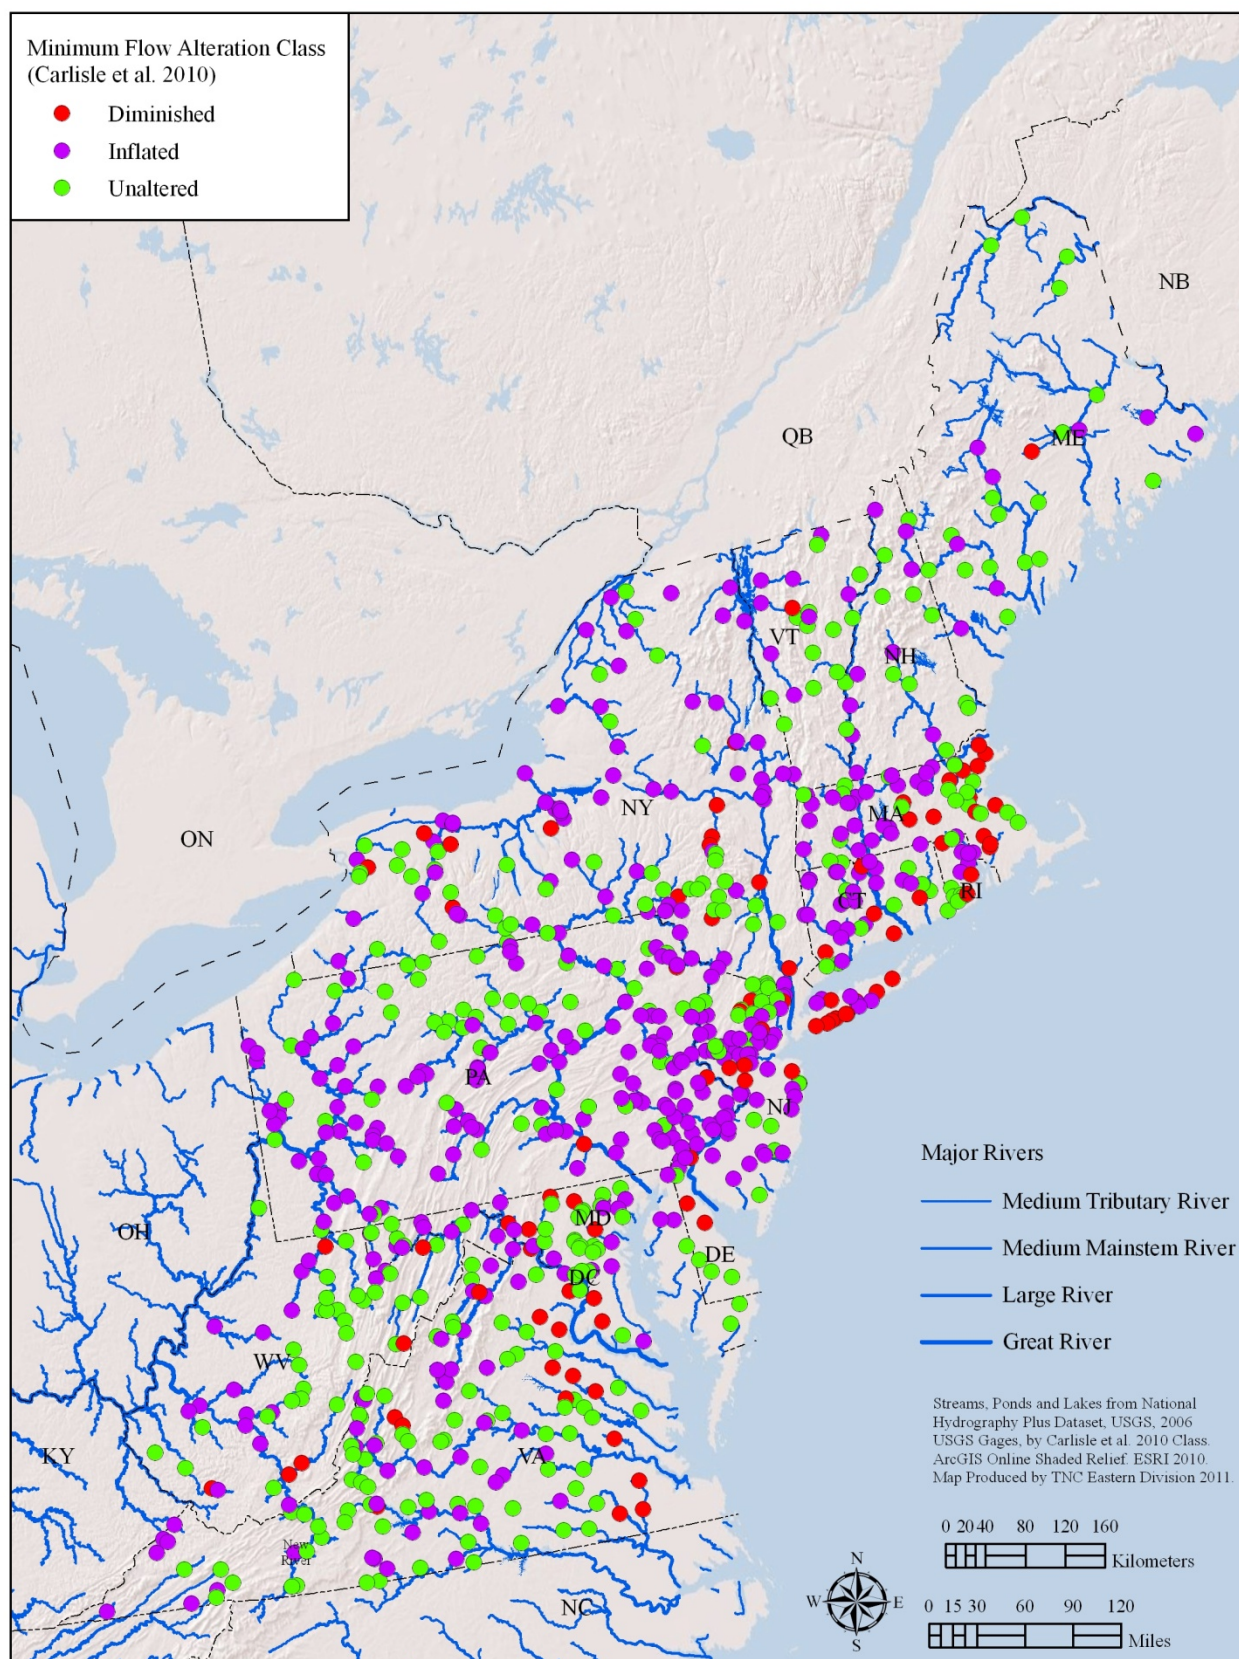 Minimum Flow Alteration Class
(Carlisle et al. 2010)
Diminished
Inflated
Unaltered
NB
QB
ME
VT
NH
ON
NY
MA
CT
RI
PA
NJ
OH
MD
DE
DC
WV
KY
VA
New
River
NC
Major Rivers
Medium Tributary River
Medium Mainstem River
Large River
Great River
Streams, Ponds and Lakes from National
Hydrography Plus Dataset, USGS, 2006
USGS Gages, by Carlisle et al. 2010 Class.
ArcGIS Online Shaded Relief. ESRI 2010.
Map Produced by TNC Eastern Division 2011.
0 20 40 80 120 160
Kilometers
N
W E
S
0 15 30 60 90 120
Miles